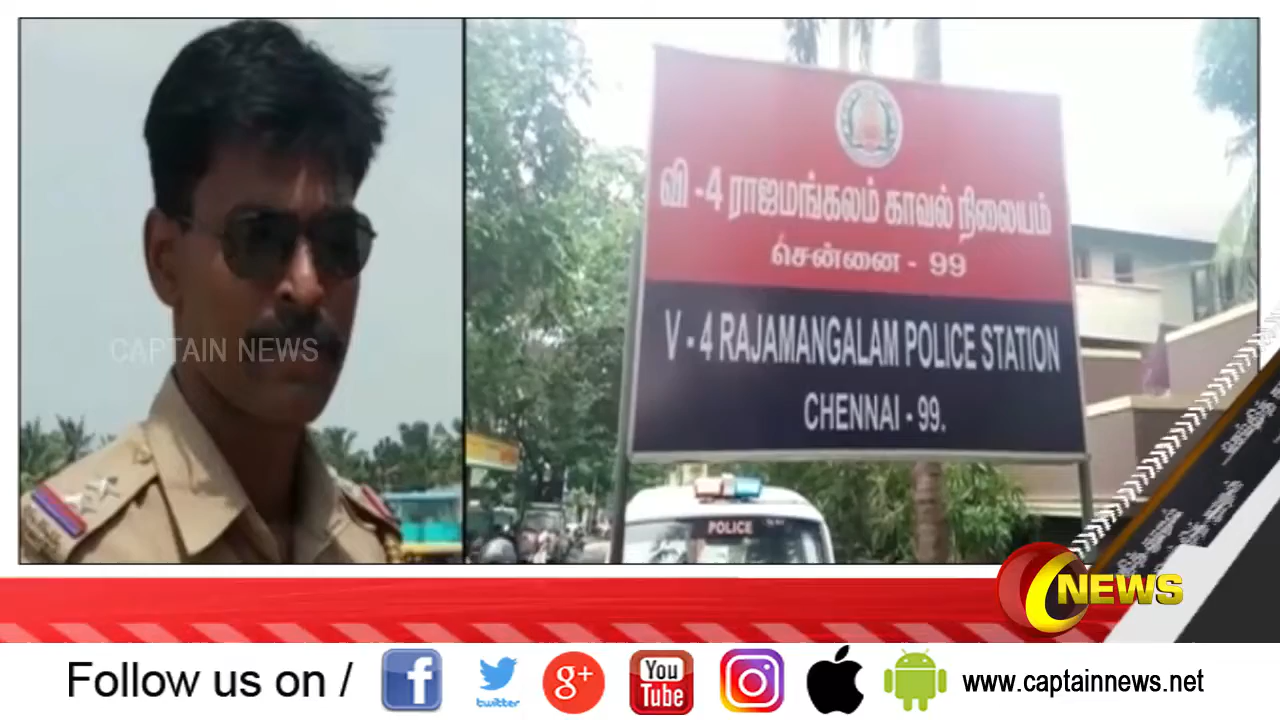 CAPTAIN NEWS
வி -4 ராஜமங்கலம் காவல் நிலையம்
சென்னை - 99
V - 4 RAJAMANGALAM POLICE STATION
CHENNAI - 99.
POLICE
NEWS
Follow us on /
f
twitter
g+
You
Tube
www.captainnews.net